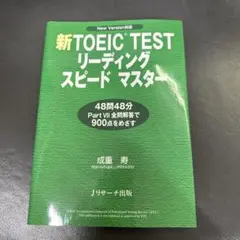 New Version対応
新TOEIC® TEST
リーディング
スピード マスター
48問48分
Part VII 全問解答で
900点をめざす
成重 寿
Jリサーチ出版